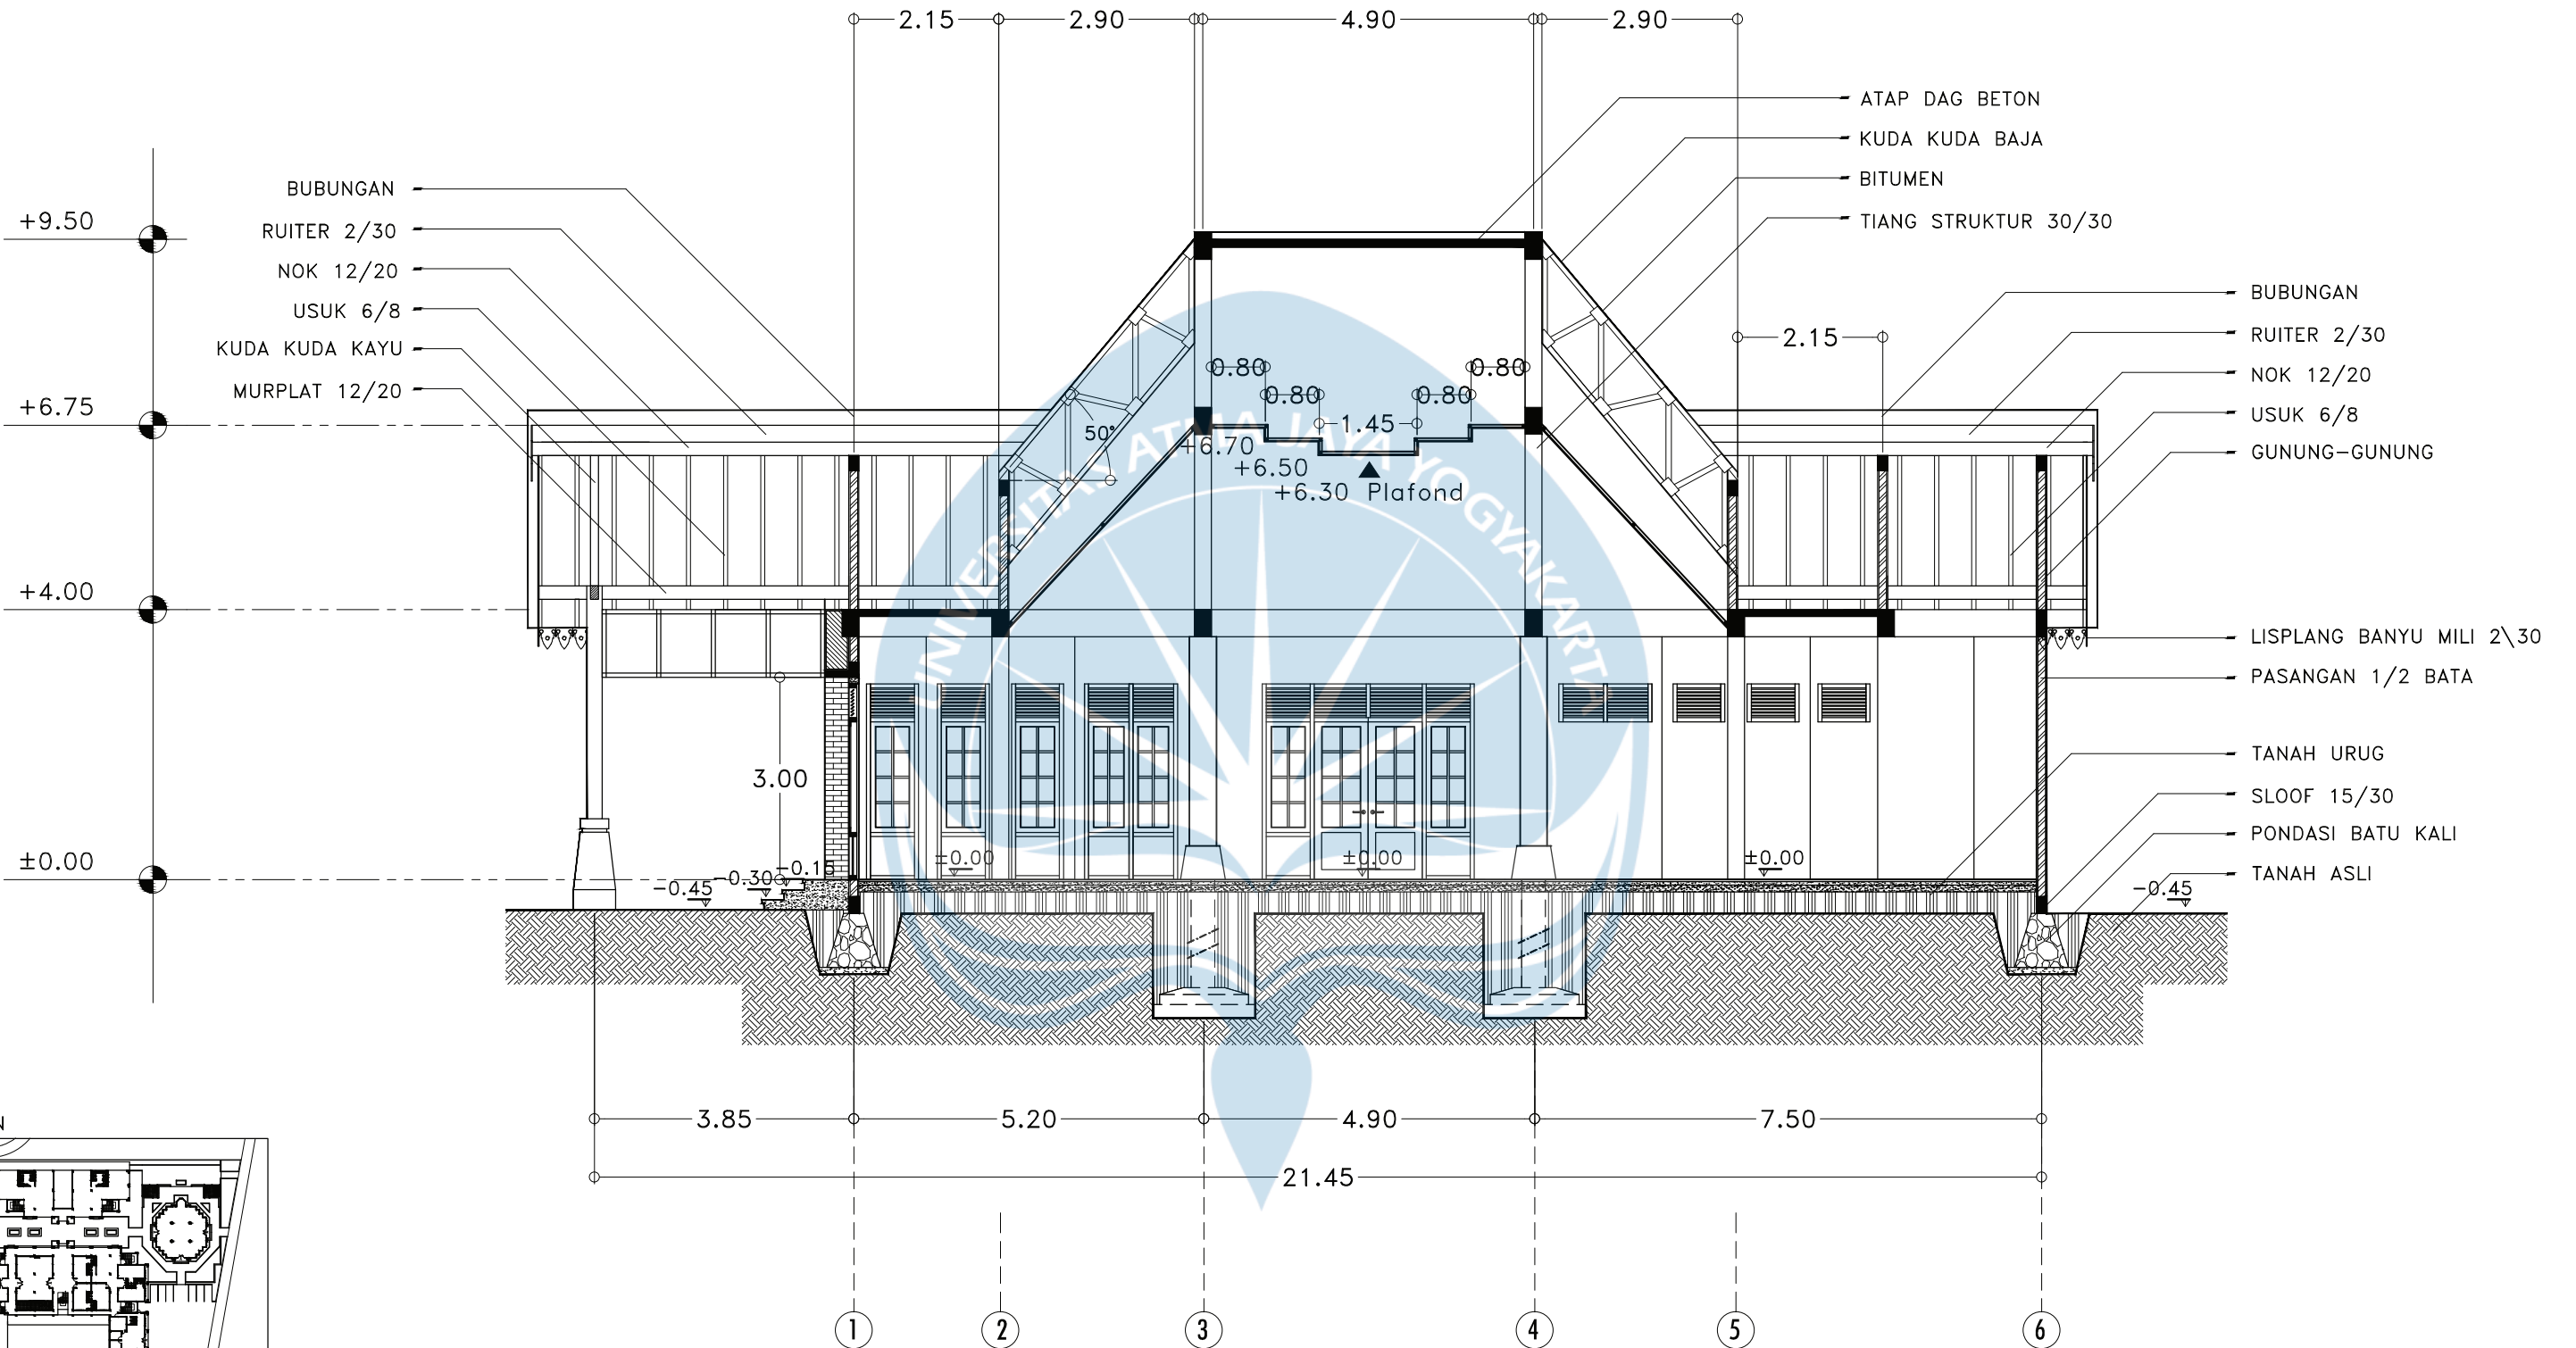 2.15 2.90 4.90 2.90
ATAP DAG BETON
KUDA KUDA BAJA
BITUMEN
TIANG STRUKTUR 30/30
BUBUNGAN
RUITER 2/30
NOK 12/20
USUK 6/8
KUDA KUDA KAYU
MURPLAT 12/20
+9.50
+6.75
+4.00
±0.00
BUBUNGAN
RUITER 2/30
NOK 12/20
USUK 6/8
GUNUNG-GUNUNG
LISPLANG BANYU MILI 2\30
PASANGAN 1/2 BATA
TANAH URUG
SLOOF 15/30
PONDASI BATU KALI
TANAH ASLI
2.15
0.80 0.80
0.80 0.80
1.45
50°
+6.70
+6.50
+6.30 Plafond
UNIVERSITAS ATMA JAYA YOGYAKARTA
3.00
±0.00 ±0.00 ±0.00
-0.15
-0.30
-0.45
-0.45
3.85 5.20 4.90 7.50
21.45
1 2 3 4 5 6